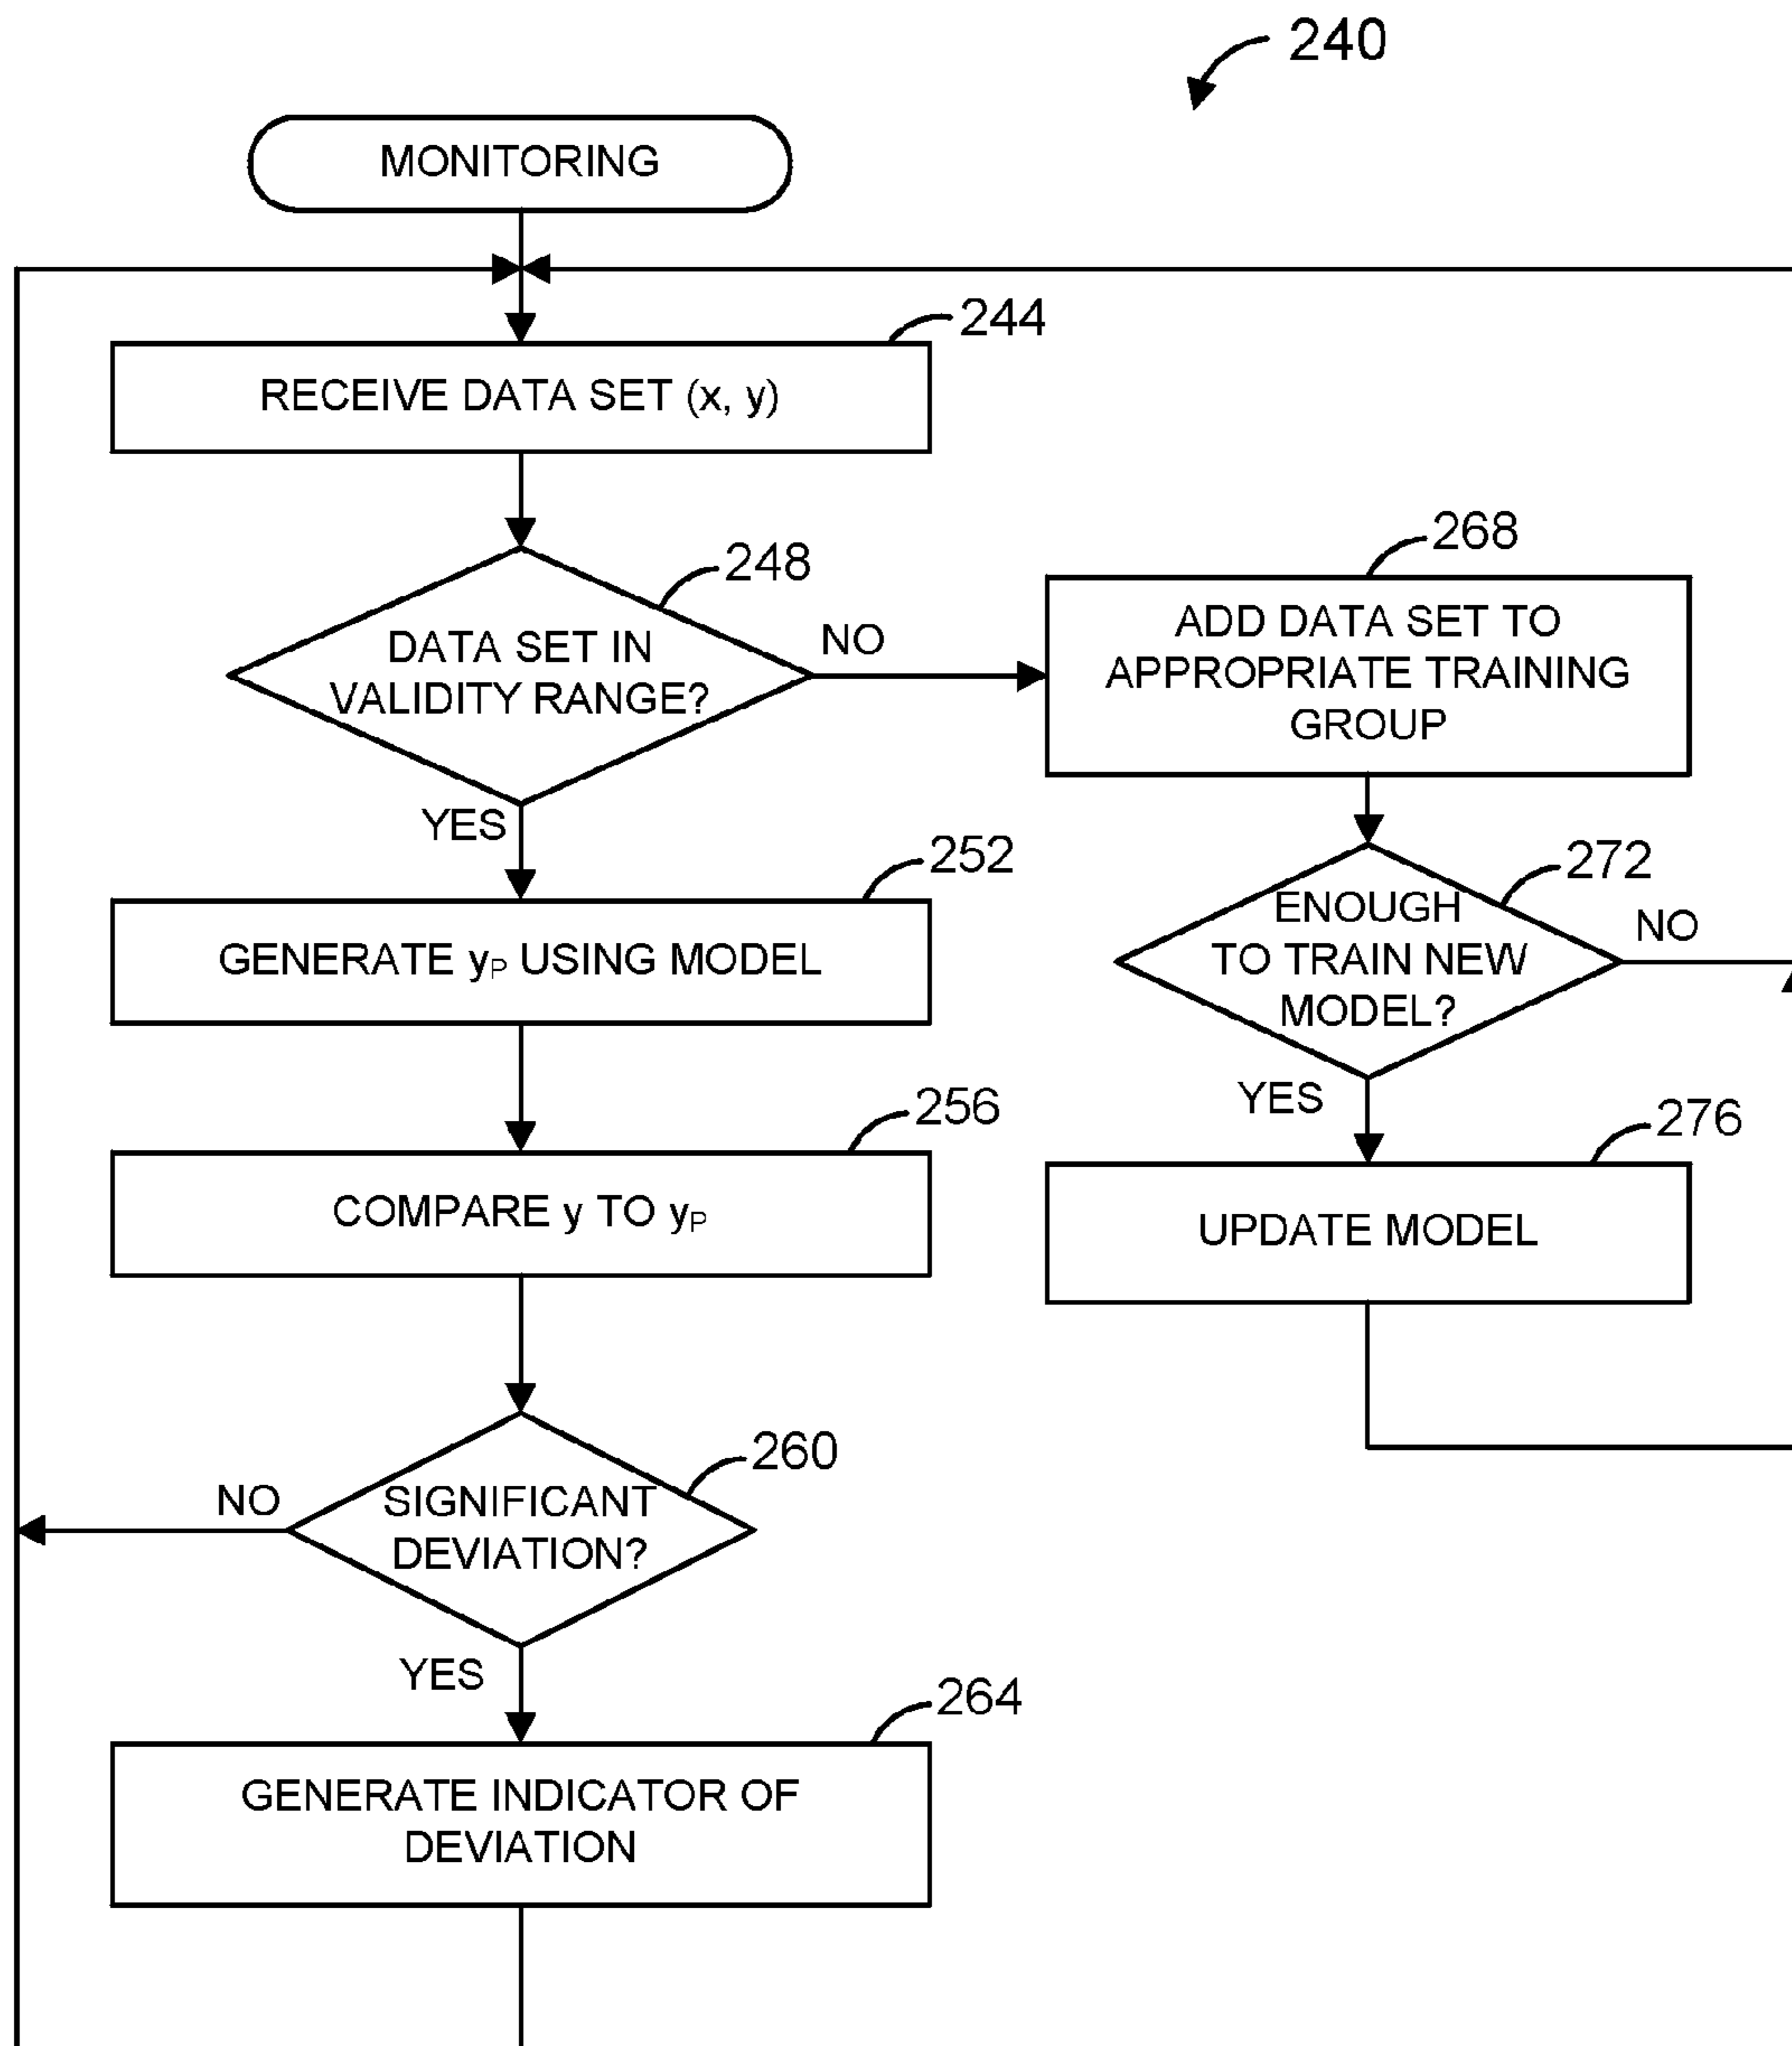 240
MONITORING
244
RECEIVE DATA SET (x, y)
248
DATA SET IN
VALIDITY RANGE?
NO
YES
268
ADD DATA SET TO
APPROPRIATE TRAINING
GROUP
252
GENERATE yP USING MODEL
272
ENOUGH
TO TRAIN NEW
MODEL?
NO
YES
256
COMPARE y TO yP
276
UPDATE MODEL
260
SIGNIFICANT
DEVIATION?
NO
YES
264
GENERATE INDICATOR OF
DEVIATION